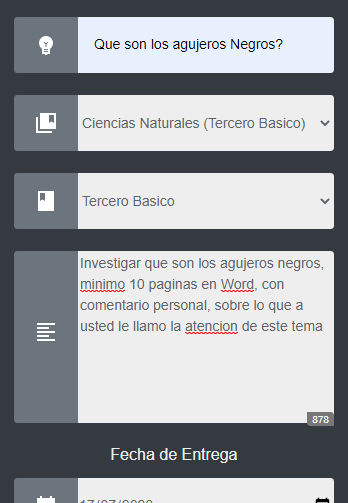 Que son los agujeros Negros?
Ciencias Naturales (Tercero Basico)
Tercero Basico
Investigar que son los agujeros negros,
minimo 10 paginas en Word, con
comentario personal, sobre lo que a
usted le llamo la atencion de este tema
878
Fecha de Entrega